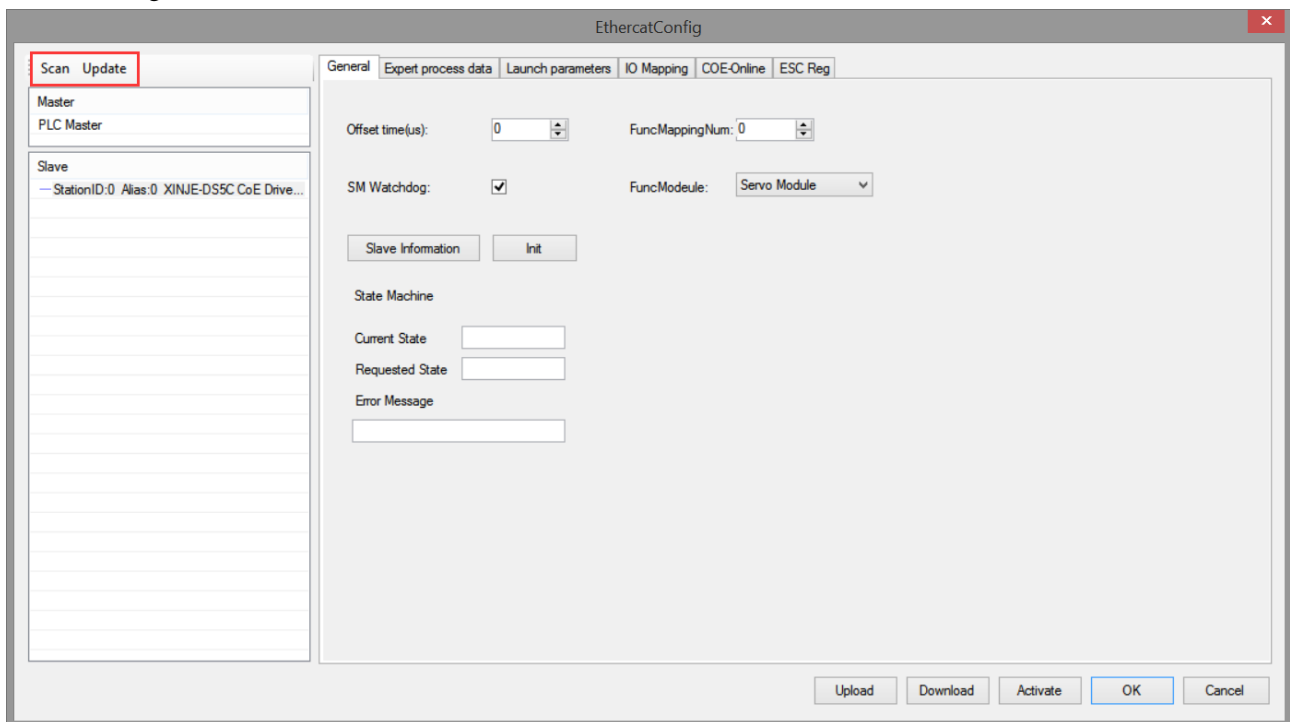 EthercatConfig
Scan Update
General Expert process data Launch parameters IO Mapping COE-Online ESC Reg
Master
PLC Master
Offset time(us): 0 FuncMappingNum: 0
Slave
StationID:0 Alias:0 XINJE-DS5C CoE Drive...
SM Watchdog: FuncModeule: Servo Module
Slave Information Init
State Machine
Current State
Requested State
Error Message
Upload Download Activate OK Cancel